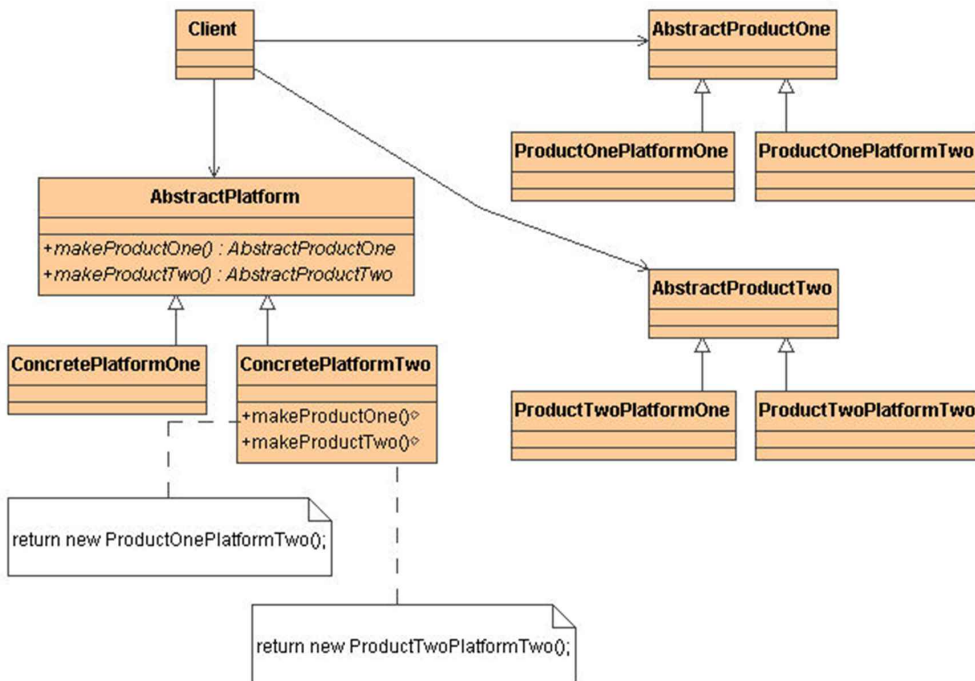 Client
AbstractProductOne
ProductOnePlatformOne
ProductOnePlatformTwo
AbstractPlatform
+makeProductOne() : AbstractProductOne
+makeProductTwo() : AbstractProductTwo
AbstractProductTwo
ConcretePlatformOne
ConcretePlatformTwo
+makeProductOne()
+makeProductTwo()
ProductTwoPlatformOne
ProductTwoPlatformTwo
return new ProductOnePlatformTwo();
return new ProductTwoPlatformTwo();